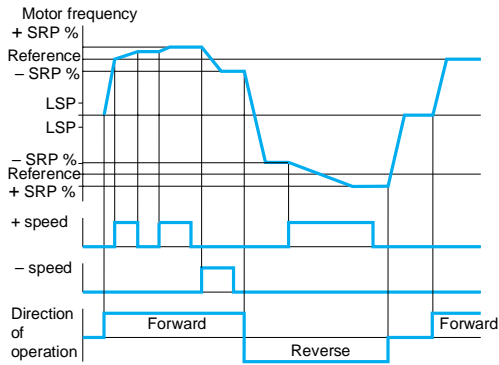 Motor frequency
+ SRP %
Reference
– SRP %
LSP
LSP
– SRP %
Reference
+ SRP %
+ speed
– speed
Direction
of
operation
Forward
Reverse
Forward